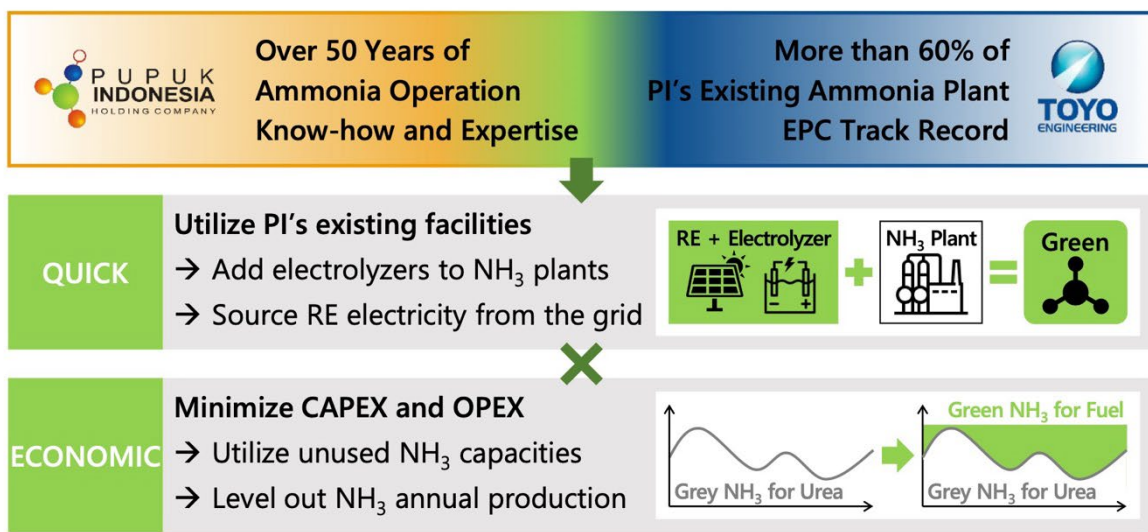 PUPUK
INDONESIA
HOLDING COMPANY
Over 50 Years of
Ammonia Operation
Know-how and Expertise
More than 60% of
PI's Existing Ammonia Plant
EPC Track Record
TOYO
ENGINEERING
QUICK
Utilize PI's existing facilities
→ Add electrolyzers to NH₃ plants
→ Source RE electricity from the grid
RE + Electrolyzer
NH₃ Plant
Green
ECONOMIC
Minimize CAPEX and OPEX
→ Utilize unused NH₃ capacities
→ Level out NH₃ annual production
Grey NH₃ for Urea
Green NH₃ for Fuel
Grey NH₃ for Urea